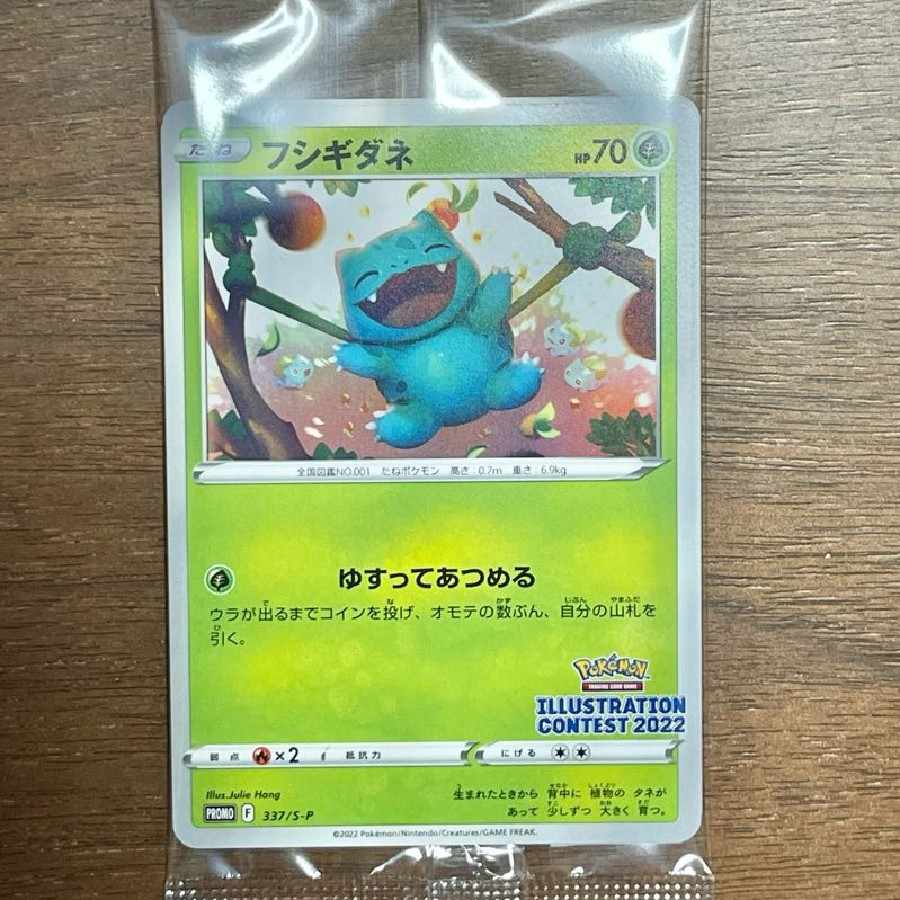 たね フシギダネ HP70
全国図鑑NO.001 たねポケモン 高さ:0.7m 重さ:6.9kg
ゆすってあつめる
ウラが出るまでコインを投げ、オモテの数ぶん、自分の山札を
引く。
Pokémon
TRADING CARD GAME
ILLUSTRATION
CONTEST 2022
弱点 ×2 抵抗力 にげる
Illus.Julie Hang
生まれたときから 背中に 植物の タネが
あって 少しずつ 大きく 育つ。
PROMO F 337/S-P
©2022 Pokémon/Nintendo/Creatures/GAME FREAK.